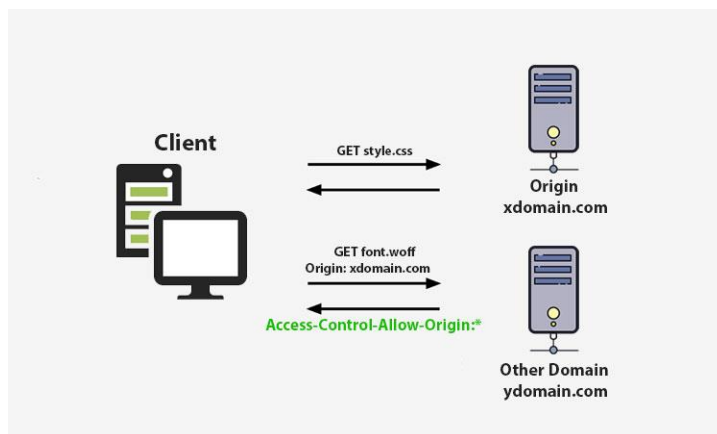 Client
GET style.css
Origin
xdomain.com
GET font.woff
Origin: xdomain.com
Access-Control-Allow-Origin:*
Other Domain
ydomain.com